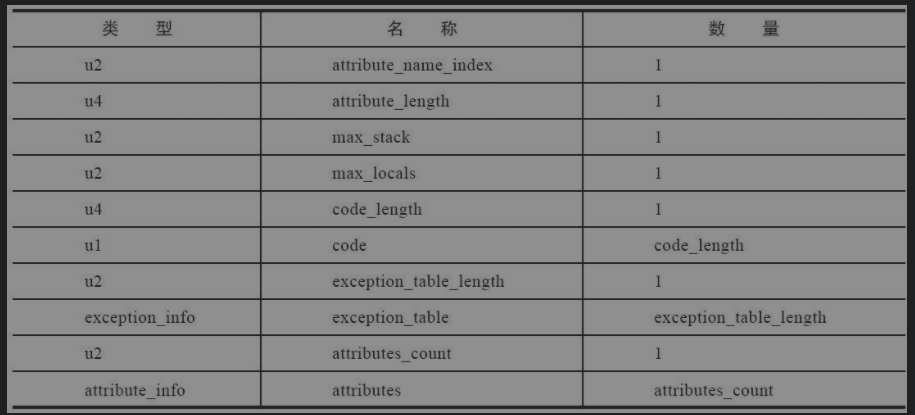 类 型 名 称 数 量
u2 attribute_name_index 1
u4 attribute_length 1
u2 max_stack 1
u2 max_locals 1
u4 code_length 1
u1 code code_length
u2 exception_table_length 1
exception_info exception_table exception_table_length
u2 attributes_count 1
attribute_info attributes attributes_count